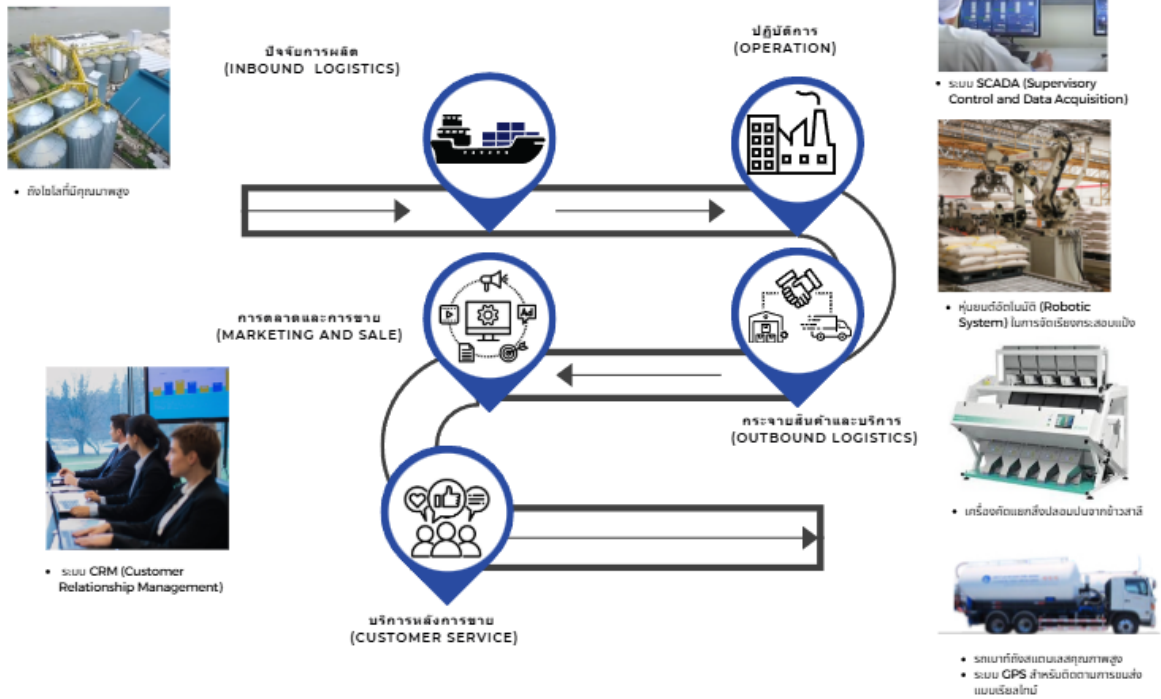 ปัจจัยการผลิต
(INBOUND LOGISTICS)
ปฏิบัติการ
(OPERATION)
• ระบบ SCADA (Supervisory
Control and Data Acquisition)
• ถังไซโลที่มีคุณภาพสูง
• หุ่นยนต์อัตโนมัติ (Robotic
System) ในการจัดเรียงกระสอบแป้ง
การตลาดและการขาย
(MARKETING AND SALE)
Ad
กระจายสินค้าและบริการ
(OUTBOUND LOGISTICS)
• เครื่องคัดแยกสิ่งปลอมปนจากข้าวสาลี
• ระบบ CRM (Customer
Relationship Management)
บริการหลังการขาย
(CUSTOMER SERVICE)
• รถเบาท์ถังสแตนเลสคุณภาพสูง
• ระบบ GPS สำหรับติดตามการขนส่ง
แบบเรียลไทม์